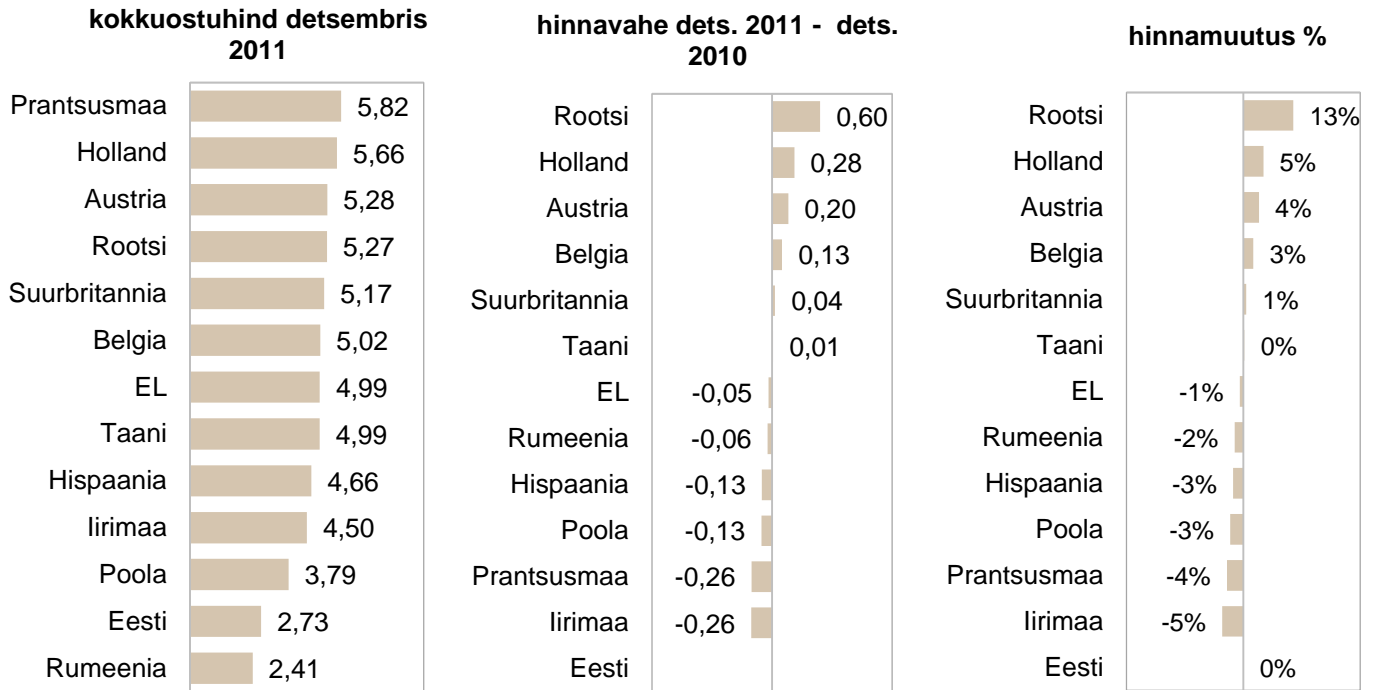 kokkuostuhind detsembris
2011
Prantsusmaa 5,82
Holland 5,66
Austria 5,28
Rootsi 5,27
Suurbritannia 5,17
Belgia 5,02
EL 4,99
Taani 4,99
Hispaania 4,66
Iirimaa 4,50
Poola 3,79
Eesti 2,73
Rumeenia 2,41
hinnavahe dets. 2011 - dets.
2010
Rootsi 0,60
Holland 0,28
Austria 0,20
Belgia 0,13
Suurbritannia 0,04
Taani 0,01
EL -0,05
Rumeenia -0,06
Hispaania -0,13
Poola -0,13
Prantsusmaa -0,26
Iirimaa -0,26
Eesti
hinnamuutus %
Rootsi 13%
Holland 5%
Austria 4%
Belgia 3%
Suurbritannia 1%
Taani 0%
EL -1%
Rumeenia -2%
Hispaania -3%
Poola -3%
Prantsusmaa -4%
Iirimaa -5%
Eesti 0%